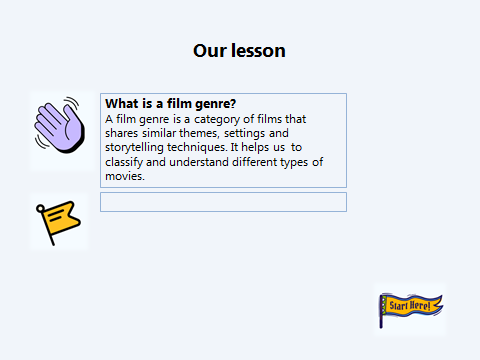 Our lesson
What is a film genre?
A film genre is a category of films that
shares similar themes, settings and
storytelling techniques. It helps us  to
classify and understand different types of
movies.
Start Here!